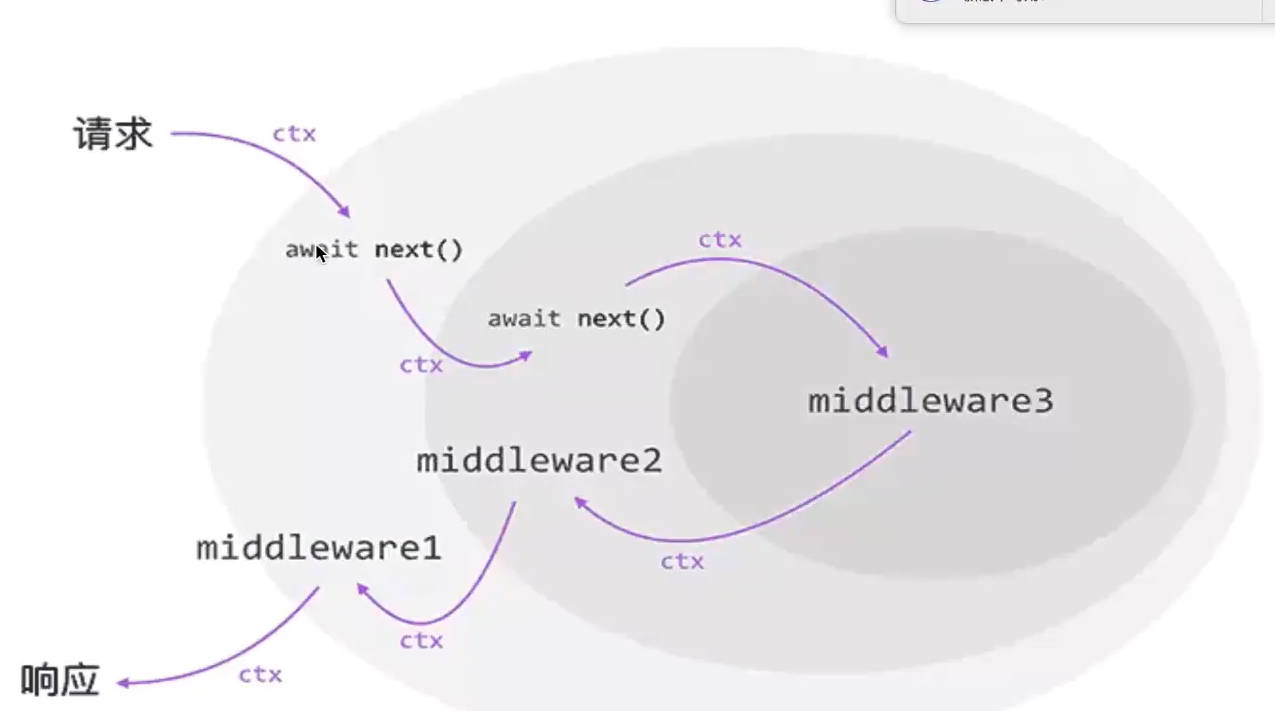 请求
ctx
await next()
ctx
await next()
ctx
middleware3
middleware2
ctx
middleware1
ctx
响应
ctx